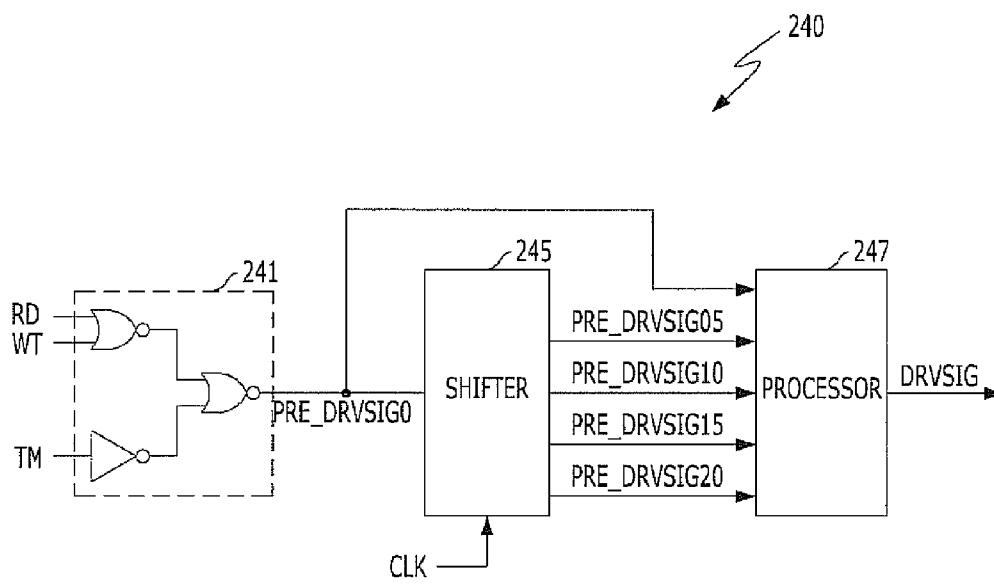 240
241
245
247
RD
WT
TM
PRE_DRVSIG0
SHIFTER
CLK
PRE_DRVSIG05
PRE_DRVSIG10
PRE_DRVSIG15
PRE_DRVSIG20
PROCESSOR
DRVSIG